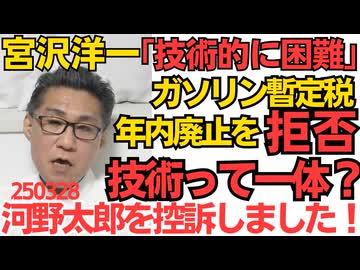 宮沢洋一「技術的に困難」
ガソリン暫定税
年内廃止を拒否
技術って一体？
250328
河野太郎を控訴しました！